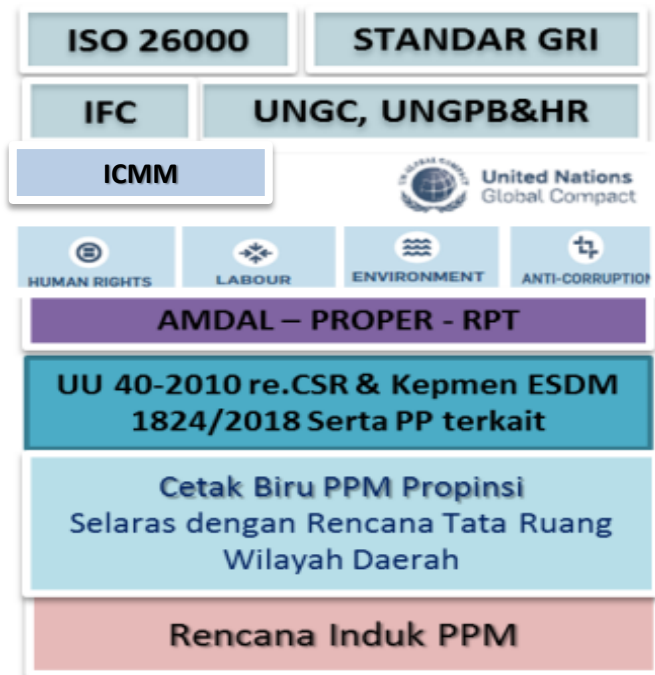 ISO 26000
STANDAR GRI
IFC
UNGC, UNGPB&HR
ICMM
United Nations
Global Compact
HUMAN RIGHTS
LABOUR
ENVIRONMENT
ANTI-CORRUPTION
AMDAL – PROPER - RPT
UU 40-2010 re.CSR & Kepmen ESDM
1824/2018 Serta PP terkait
Cetak Biru PPM Propinsi
Selaras dengan Rencana Tata Ruang
Wilayah Daerah
Rencana Induk PPM